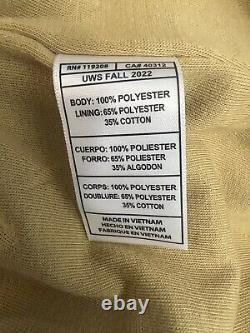 RN# 119208 CA# 40312
UWS FALL 2022
BODY: 100% POLYESTER
LINING: 65% POLYESTER
35% COTTON
CUERPO: 100% POLIESTER
FORRO: 65% POLIESTER
35% ALGODON
CORPS: 100% POLYESTER
DOUBLURE: 65% POLYESTER
35% COTON
MADE IN VIETNAM
HECHO EN VIETNAM
FABRIQUE EN VIETNAM